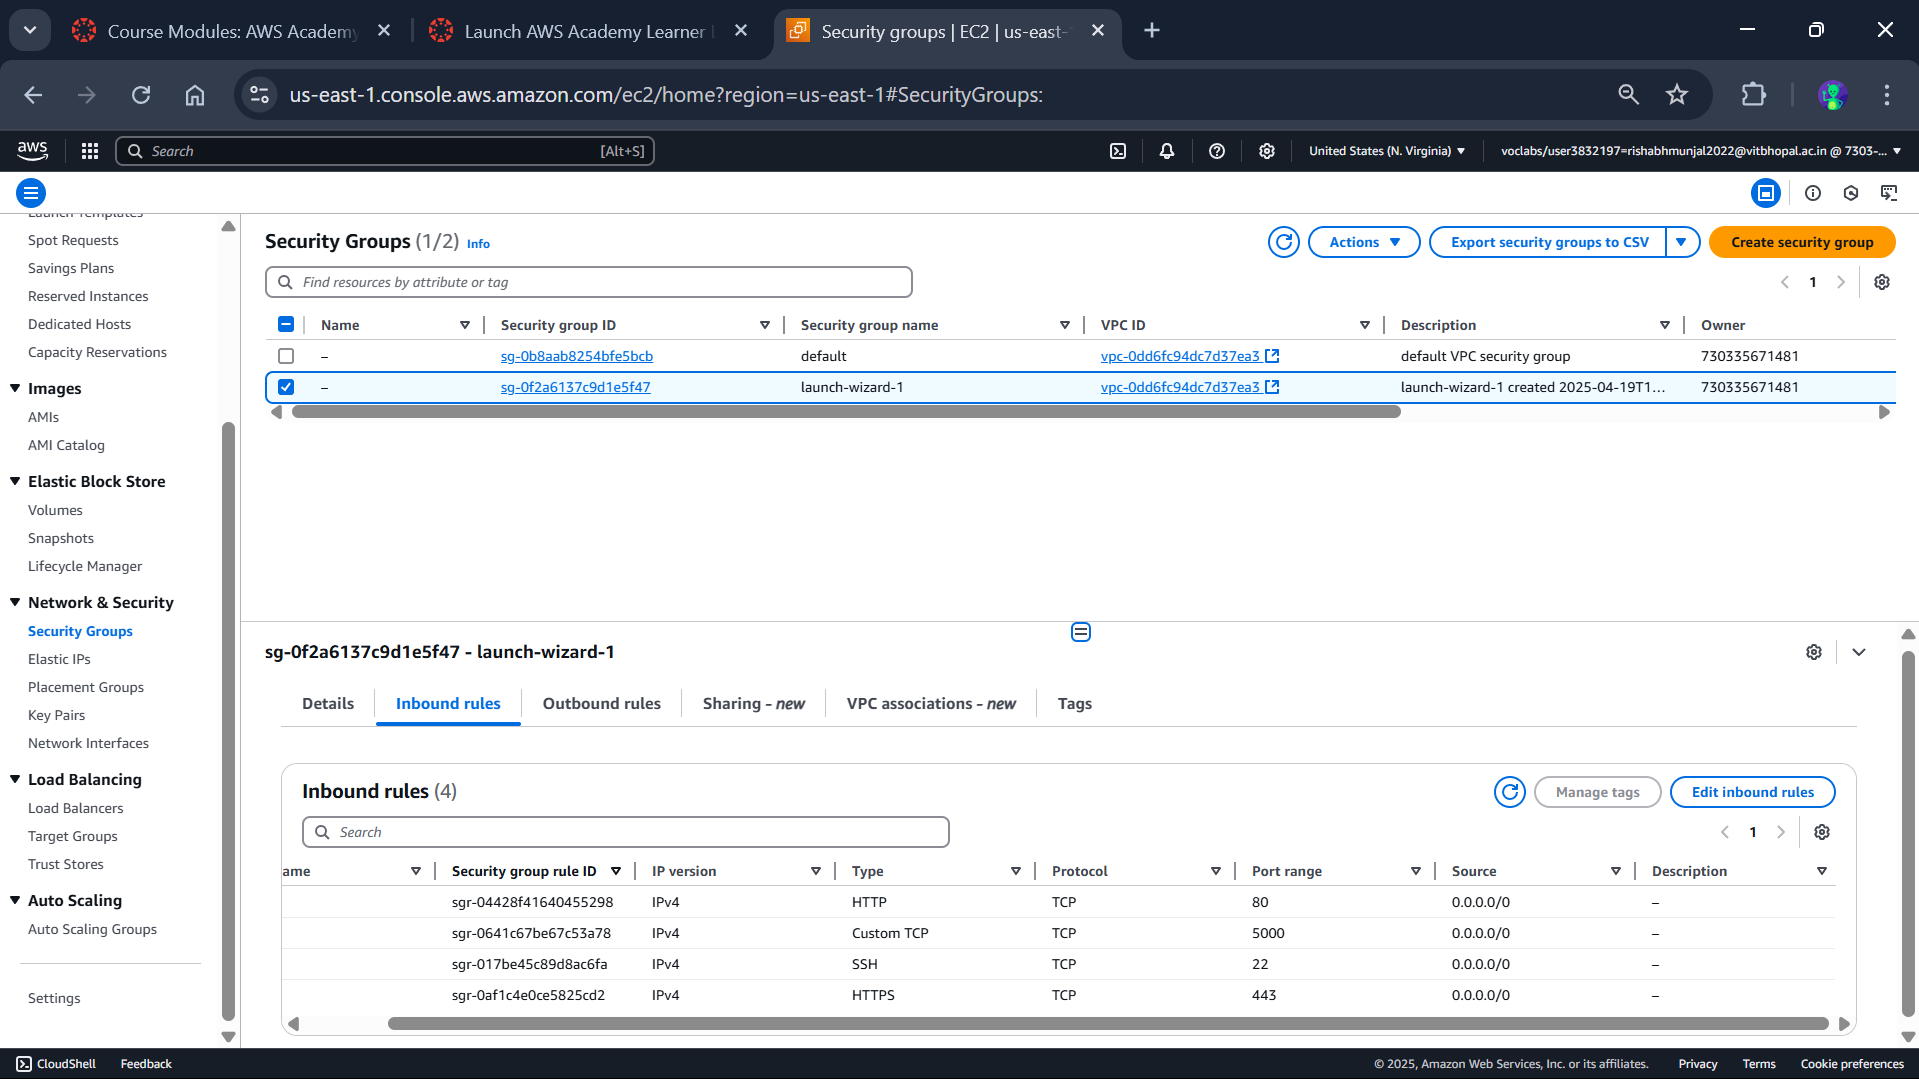 Course Modules: AWS Academy
Launch AWS Academy Learner
Security groups | EC2 | us-east-
us-east-1.console.aws.amazon.com/ec2/home?region=us-east-1#SecurityGroups:
aws
Search
[Alt+S]
United States (N. Virginia)
voclabs/user3832197=rishabhmunjal2022@vitbhopal.ac.in @ 7303-...
Launch Templates
Spot Requests
Savings Plans
Reserved Instances
Dedicated Hosts
Capacity Reservations
Images
AMIs
AMI Catalog
Elastic Block Store
Volumes
Snapshots
Lifecycle Manager
Network & Security
Security Groups
Elastic IPs
Placement Groups
Key Pairs
Network Interfaces
Load Balancing
Load Balancers
Target Groups
Trust Stores
Auto Scaling
Auto Scaling Groups
Settings
Security Groups (1/2) Info
Actions
Export security groups to CSV
Create security group
Find resources by attribute or tag
1
Name Security group ID Security group name VPC ID Description Owner
– sg-0b8aab8254bfe5bcb default vpc-0dd6fc94dc7d37ea3 default VPC security group 730335671481
– sg-0f2a6137c9d1e5f47 launch-wizard-1 vpc-0dd6fc94dc7d37ea3 launch-wizard-1 created 2025-04-19T1... 730335671481
sg-0f2a6137c9d1e5f47 - launch-wizard-1
Details Inbound rules Outbound rules Sharing - new VPC associations - new Tags
Inbound rules (4)
Manage tags
Edit inbound rules
Search
1
ame Security group rule ID IP version Type Protocol Port range Source Description
sgr-04428f41640455298 IPv4 HTTP TCP 80 0.0.0.0/0 –
sgr-0641c67be67c53a78 IPv4 Custom TCP TCP 5000 0.0.0.0/0 –
sgr-017be45c89d8ac6fa IPv4 SSH TCP 22 0.0.0.0/0 –
sgr-0af1c4e0ce5825cd2 IPv4 HTTPS TCP 443 0.0.0.0/0 –
CloudShell Feedback
© 2025, Amazon Web Services, Inc. or its affiliates. Privacy Terms Cookie preferences